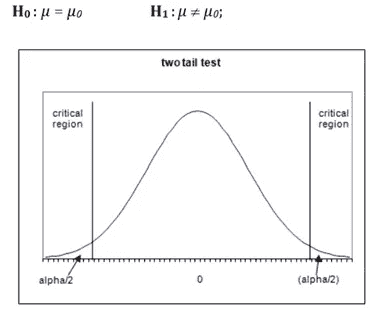 H₀ : μ = μ₀ H₁ : μ ≠ μ₀;
two tail test
critical region
critical region
alpha/2 0 (alpha/2)